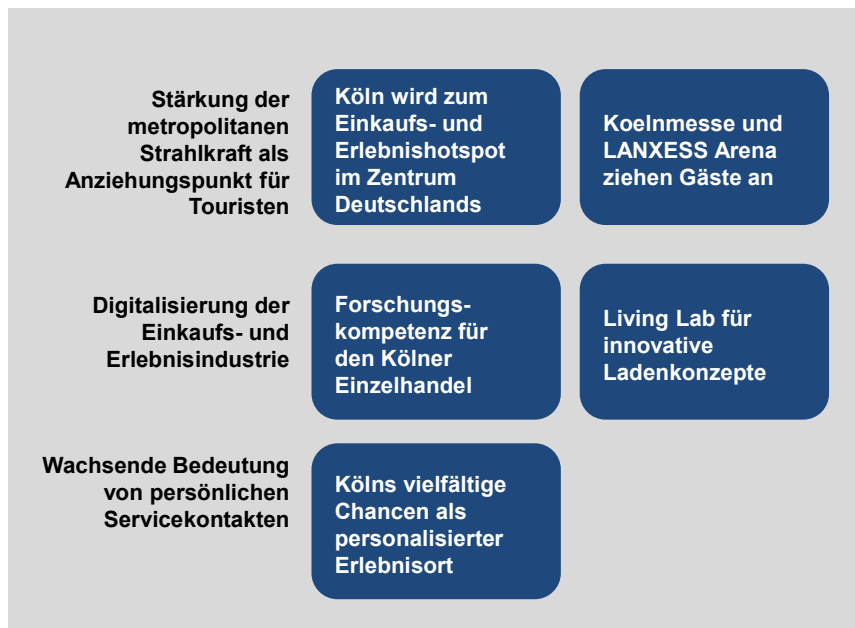 Stärkung der
metropolitanen
Strahlkraft als
Anziehungspunkt für
Touristen
Köln wird zum
Einkaufs- und
Erlebnishotspot
im Zentrum
Deutschlands
Koelnmesse und
LANXESS Arena
ziehen Gäste an
Digitalisierung der
Einkaufs- und
Erlebnisindustrie
Forschungs-
kompetenz für
den Kölner
Einzelhandel
Living Lab für
innovative
Ladenkonzepte
Wachsende Bedeutung
von persönlichen
Servicekontakten
Kölns vielfältige
Chancen als
personalisierter
Erlebnisort